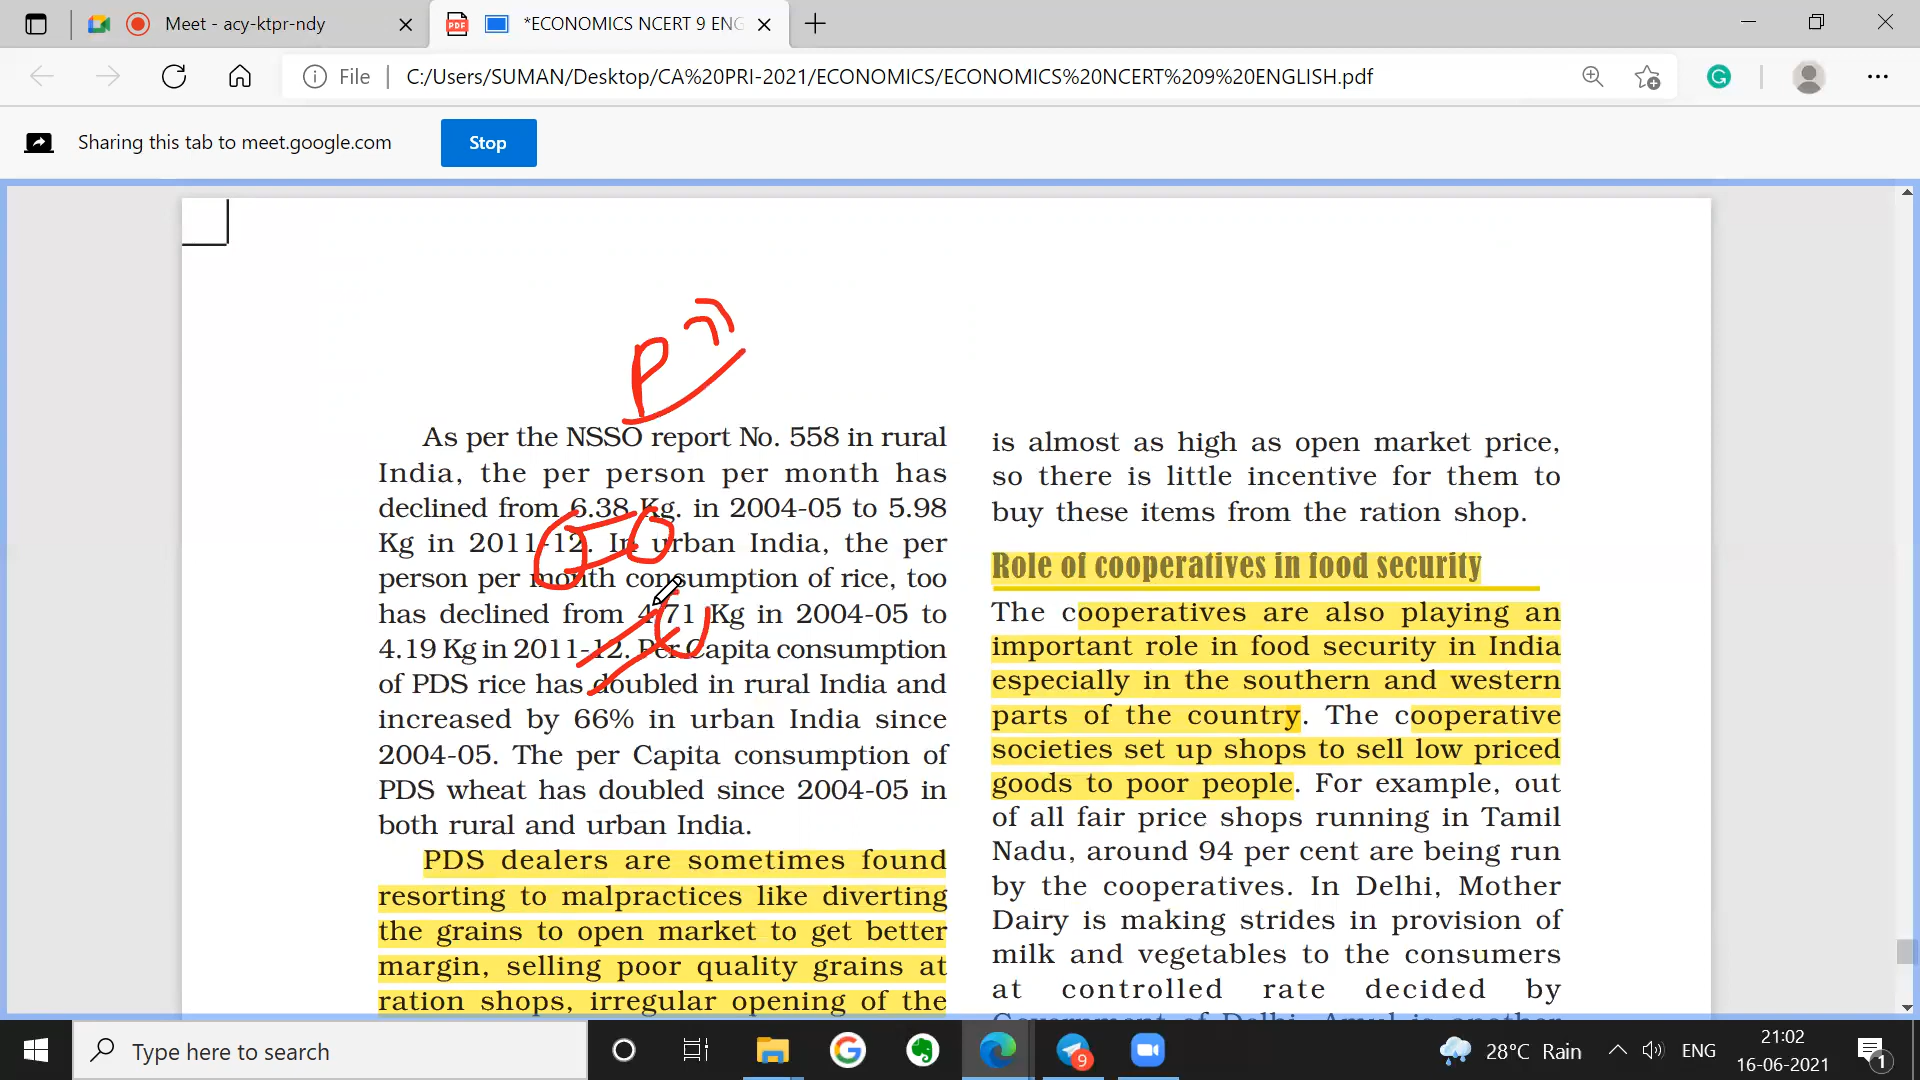 Meet - acy-ktpr-ndy
*ECONOMICS NCERT 9 ENG
File
C:/Users/SUMAN/Desktop/CA%20PRI-2021/ECONOMICS/ECONOMICS%20NCERT%209%20ENGLISH.pdf
Sharing this tab to meet.google.com
Stop
As per the NSSO report No. 558 in rural
India, the per person per month has
declined from 6.38 Kg. in 2004-05 to 5.98
Kg in 2011-12. In urban India, the per
person per month consumption of rice, too
has declined from 4.71 Kg in 2004-05 to
4.19 Kg in 2011-12. Per Capita consumption
of PDS rice has doubled in rural India and
increased by 66% in urban India since
2004-05. The per Capita consumption of
PDS wheat has doubled since 2004-05 in
both rural and urban India.
PDS dealers are sometimes found
resorting to malpractices like diverting
the grains to open market to get better
margin, selling poor quality grains at
ration shops, irregular opening of the
is almost as high as open market price,
so there is little incentive for them to
buy these items from the ration shop.
Role of cooperatives in food security
The cooperatives are also playing an
important role in food security in India
especially in the southern and western
parts of the country. The cooperative
societies set up shops to sell low priced
goods to poor people. For example, out
of all fair price shops running in Tamil
Nadu, around 94 per cent are being run
by the cooperatives. In Delhi, Mother
Dairy is making strides in provision of
milk and vegetables to the consumers
at controlled rate decided by
Government of Delhi. Amul is another
Type here to search
9
28°C Rain
ENG
21:02
16-06-2021
1